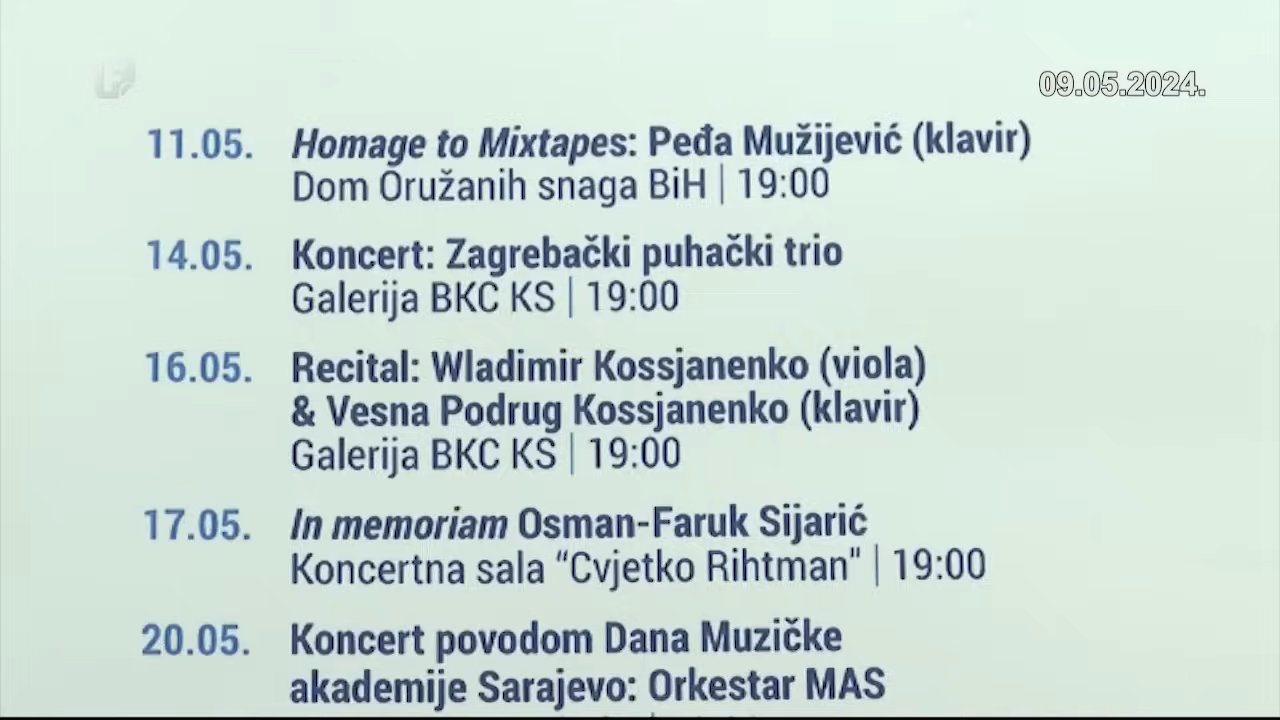 09.05.2024.
11.05. Homage to Mixtapes: Peđa Mužijević (klavir)
Dom Oružanih snaga BiH | 19:00
14.05. Koncert: Zagrebački puhački trio
Galerija BKC KS | 19:00
16.05. Recital: Wladimir Kossjanenko (viola)
& Vesna Podrug Kossjanenko (klavir)
Galerija BKC KS | 19:00
17.05. In memoriam Osman-Faruk Sijarić
Koncertna sala “Cvjetko Rihtman” | 19:00
20.05. Koncert povodom Dana Muzičke
akademije Sarajevo: Orkestar MAS